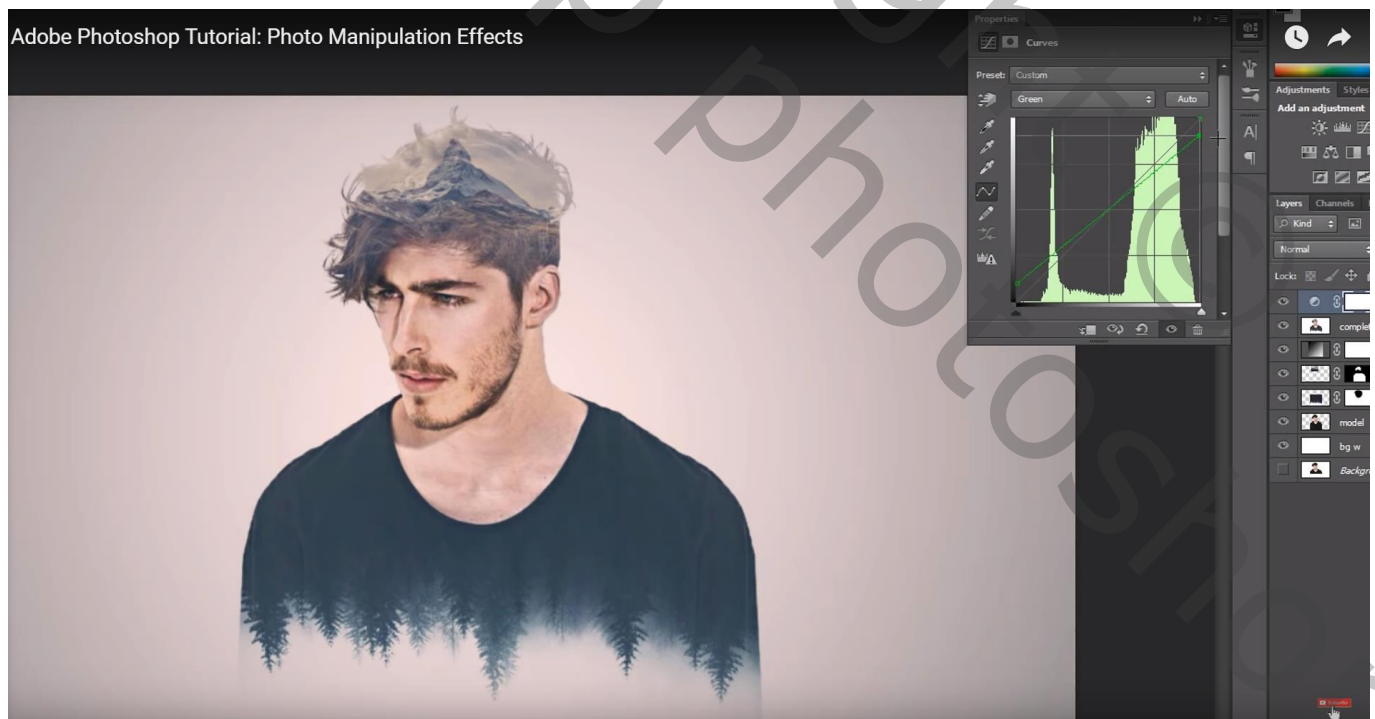 Adobe Photoshop Tutorial: Photo Manipulation Effects
Properties
Curves
Preset: Custom
Green
Auto
Adjustments Styles
Add an adjustment
Layers Channels
Kind
Normal
Lock:
complet
model
bg w
Backgr
photoshop
©